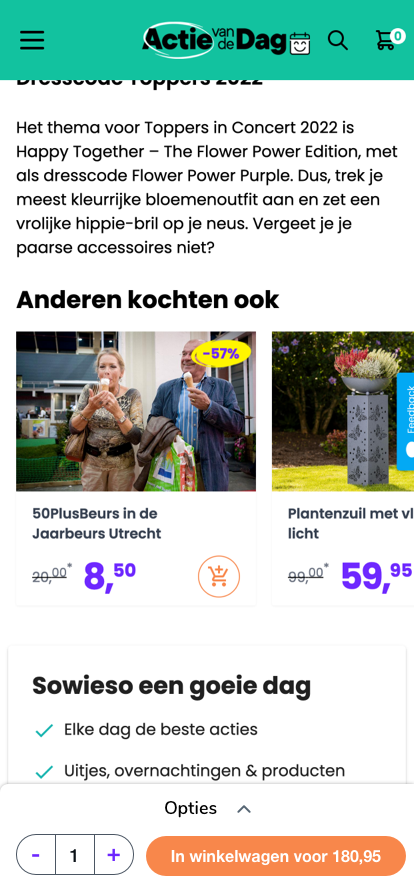 Actie van de Dag
0
Dresscode Toppers 2022
Het thema voor Toppers in Concert 2022 is
Happy Together – The Flower Power Edition, met
als dresscode Flower Power Purple. Dus, trek je
meest kleurrijke bloemenoutfit aan en zet een
vrolijke hippie-bril op je neus. Vergeet je je
paarse accessoires niet?
Anderen kochten ook
-57%
Feedback
50PlusBeurs in de
Jaarbeurs Utrecht
20,00* 8,50
Plantenzuil met vl
licht
99,00* 59,95
Sowieso een goeie dag
Elke dag de beste acties
Uitjes, overnachtingen & producten
Opties
- 1 +
In winkelwagen voor 180,95